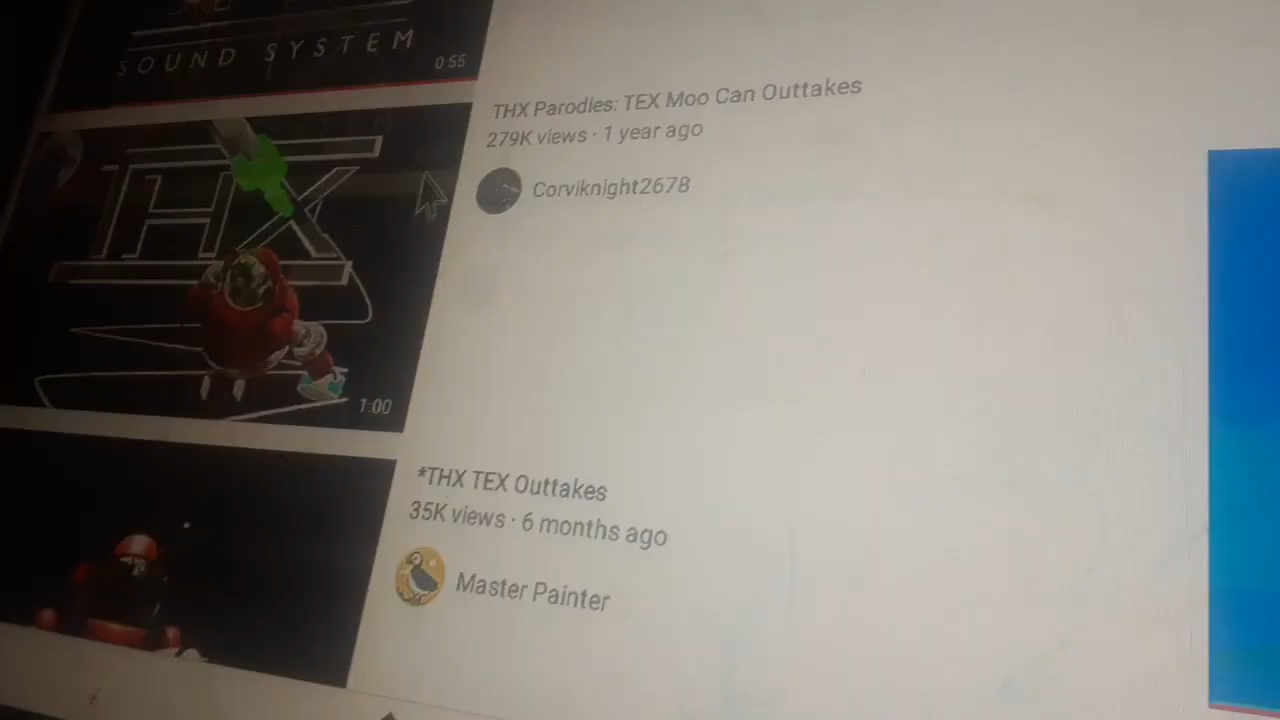 SOUND SYSTEM
0:55
THX Parodies: TEX Moo Can Outtakes
279K views · 1 year ago
Corviknight2678
THX
1:00
*THX TEX Outtakes
35K views · 6 months ago
Master Painter